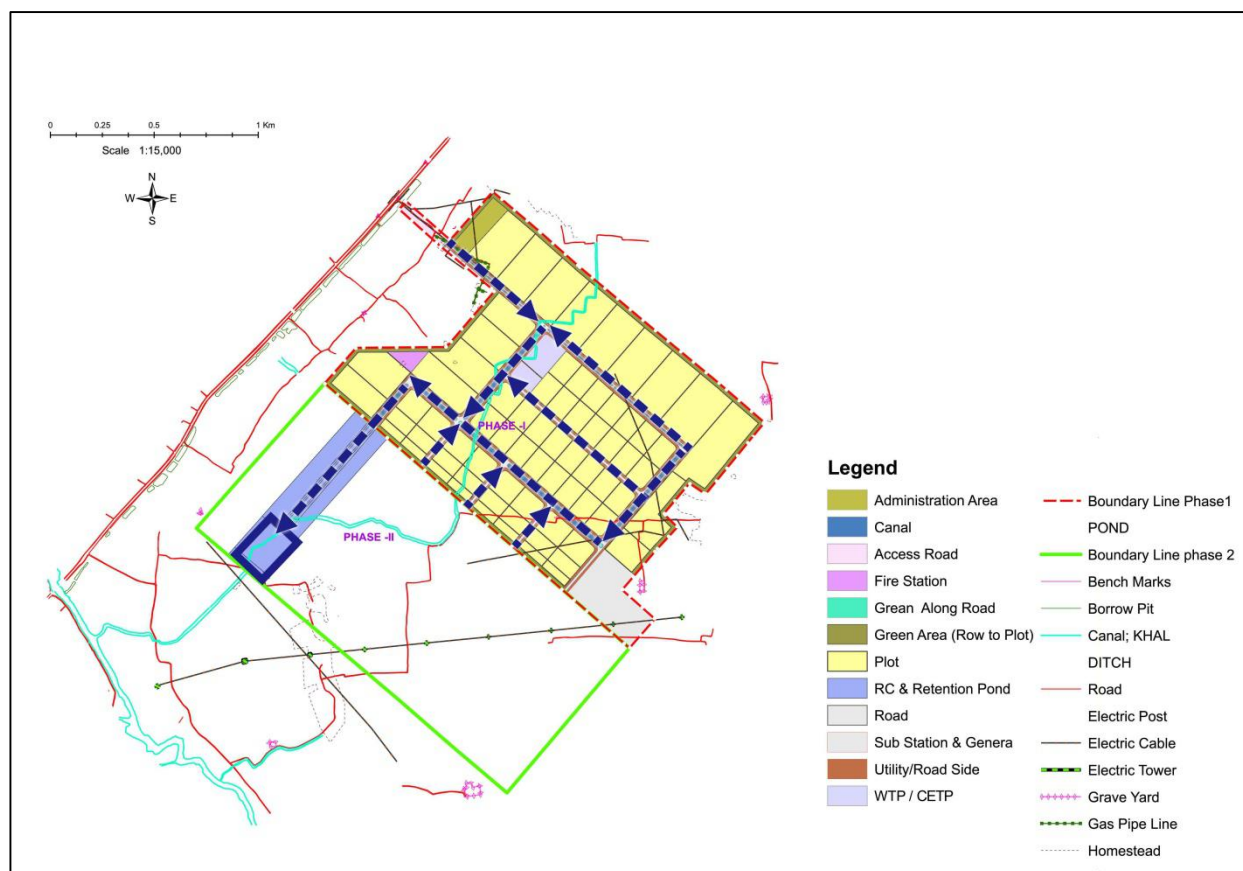 0 0.25 0.5 1 Km
Scale 1:15,000
N
W E
S
PHASE -I
PHASE -II
Legend
Administration Area
Canal
Access Road
Fire Station
Green Along Road
Green Area (Row to Plot)
Plot
RC & Retention Pond
Road
Sub Station & Genera
Utility/Road Side
WTP / CETP
Boundary Line Phase1
POND
Boundary Line phase 2
Bench Marks
Borrow Pit
Canal; KHAL
DITCH
Road
Electric Post
Electric Cable
Electric Tower
Grave Yard
Gas Pipe Line
Homestead